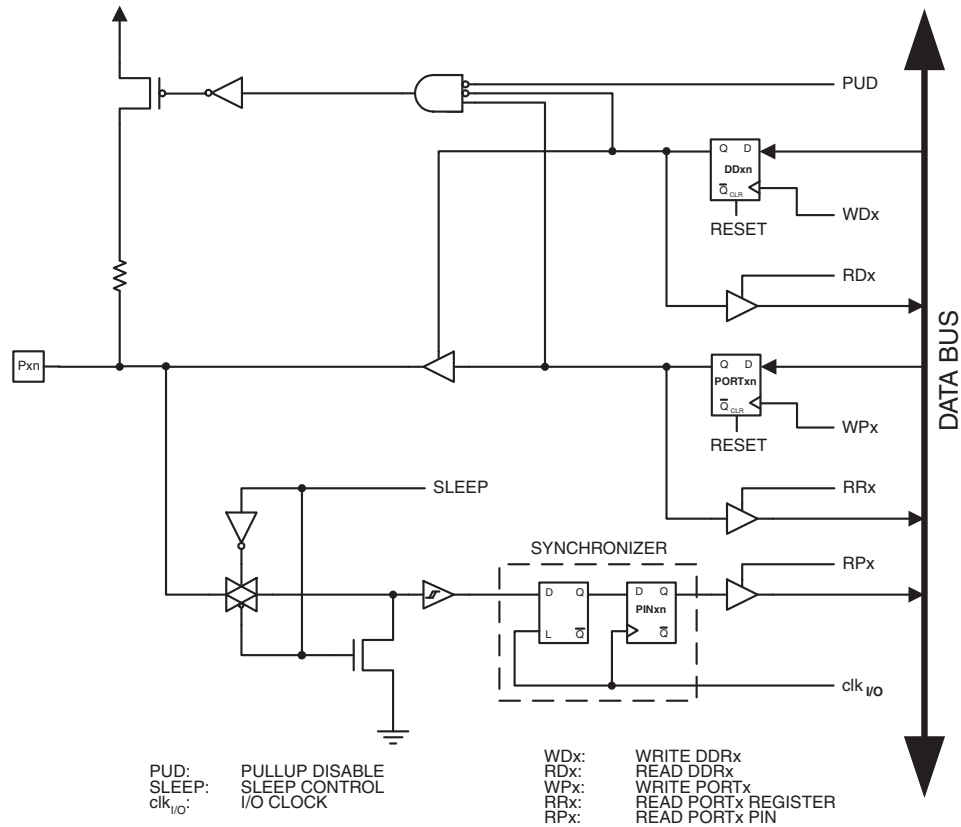 PUD
Q D
DDxn
Q CLR
WDx
RESET
RDx
DATA BUS
Pxn
Q D
PORTxn
Q CLR
WPx
RESET
SLEEP
RRx
SYNCHRONIZER
RPx
D Q
L Q
D Q
PINxn
Q
clk I/O
PUD: PULLUP DISABLE
SLEEP: SLEEP CONTROL
clkI/O: I/O CLOCK
WDx: WRITE DDRx
RDx: READ DDRx
WPx: WRITE PORTx
RRx: READ PORTx REGISTER
RPx: READ PORTx PIN